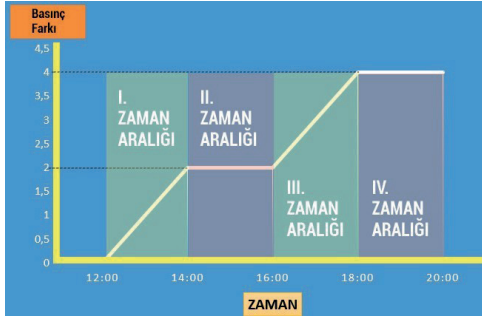 Basınç
Farkı
4,5
4
3,5
3
2,5
2
1,5
1
0,5
0
I.
ZAMAN
ARALIĞI
II.
ZAMAN
ARALIĞI
III.
ZAMAN
ARALIĞI
IV.
ZAMAN
ARALIĞI
12:00 14:00 16:00 18:00 20:00
ZAMAN